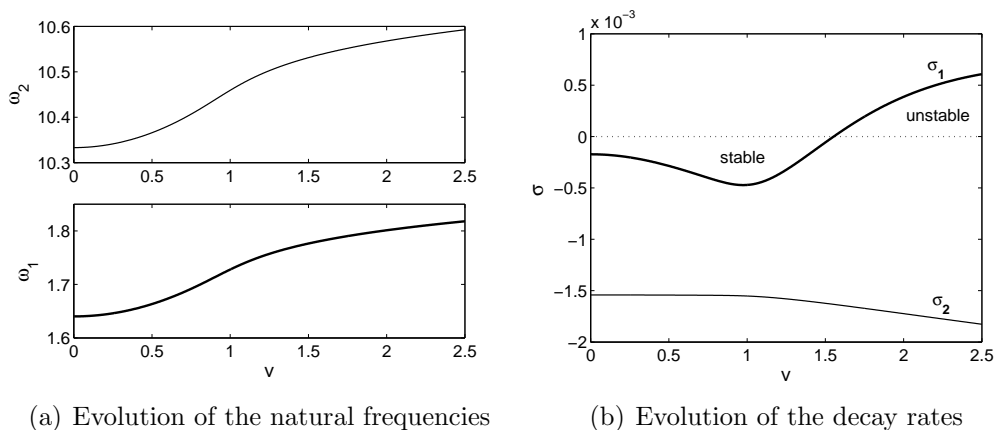 10.6
10.5
10.4
10.3
ω2
0 0.5 1 1.5 2 2.5
1.8
1.7
1.6
ω1
0 0.5 1 1.5 2 2.5
v
(a) Evolution of the natural frequencies
x 10⁻³
1
0.5
0
−0.5
−1
−1.5
−2
σ
σ1
unstable
stable
σ2
0 0.5 1 1.5 2 2.5
v
(b) Evolution of the decay rates